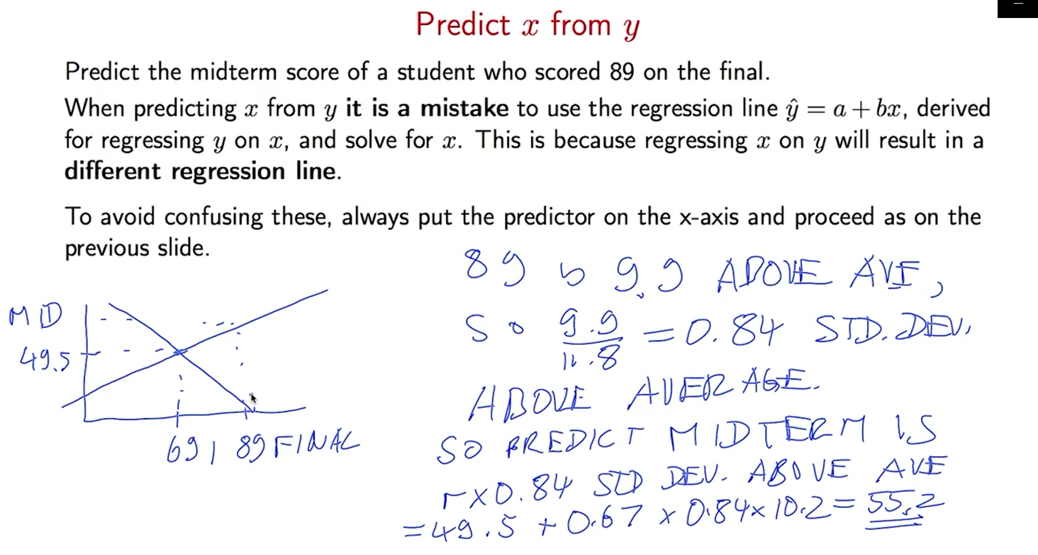 Predict x from y
Predict the midterm score of a student who scored 89 on the final.
When predicting x from y it is a mistake to use the regression line ŷ = a + bx, derived
for regressing y on x, and solve for x. This is because regressing x on y will result in a
different regression line.
To avoid confusing these, always put the predictor on the x-axis and proceed as on the
previous slide.
89 is 9.9 ABOVE AVE,
SO 9.9/11.8 = 0.84 STD. DEV.
ABOVE AVERAGE.
SO PREDICT MIDTERM IS
r×0.84 STD DEV. ABOVE AVE
=49.5 + 0.67 × 0.84×10.2= 55.2
MID
49.5
69,1 89 FINAL